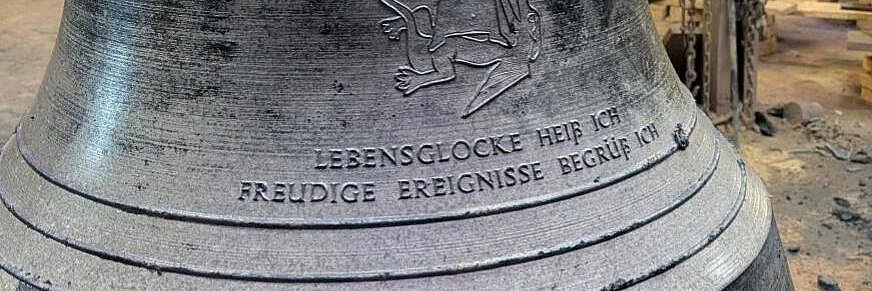 LEBENSGLOCKE HEIß ICH
FREUDIGE EREIGNISSE BEGRÜß ICH